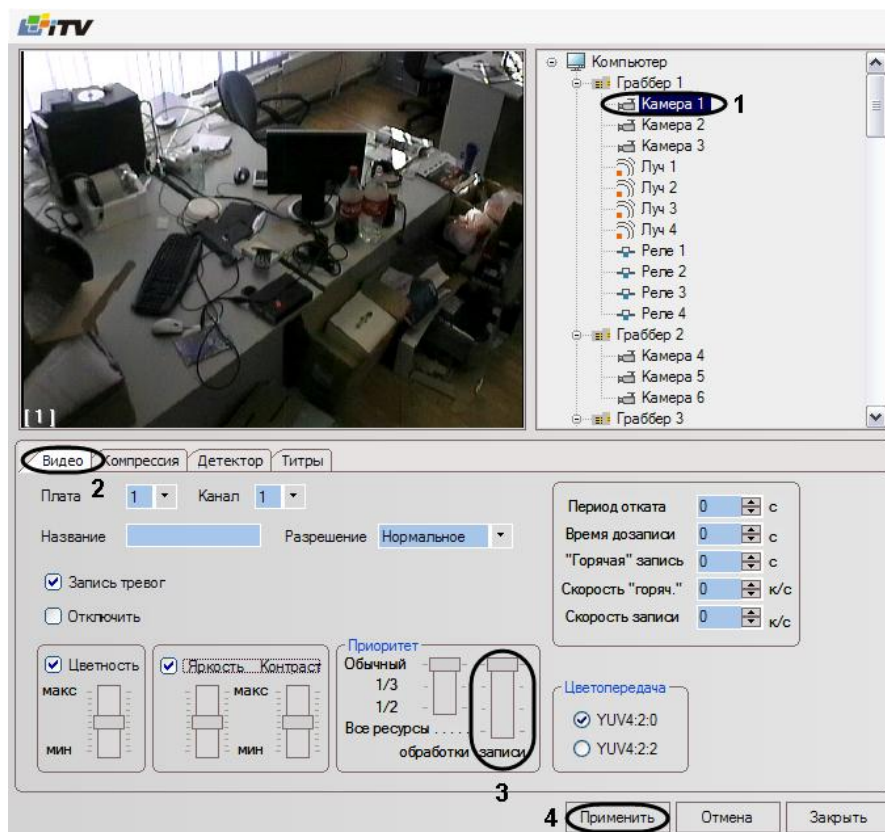 iTV
[1]
Компьютер
Граббер 1
Камера 1
1
Камера 2
Камера 3
Луч 1
Луч 2
Луч 3
Луч 4
Реле 1
Реле 2
Реле 3
Реле 4
Граббер 2
Камера 4
Камера 5
Камера 6
Граббер 3
Видео
Компрессия
Детектор
Титры
2
Плата 1
Канал 1
Название
Разрешение Нормальное
Запись тревог
Отключить
Период отката 0 с
Время дозаписи 0 с
"Горячая" запись 0 с
Скорость "горяч." 0 к/с
Скорость записи 0 к/с
Цветность
макс
мин
Яркость Контраст
макс
мин
Приоритет
Обычный
1/3
1/2
Все ресурсы . . . . .
обработки записи
3
Цветопередача
YUV4:2:0
YUV4:2:2
4
Применить
Отмена
Закрыть